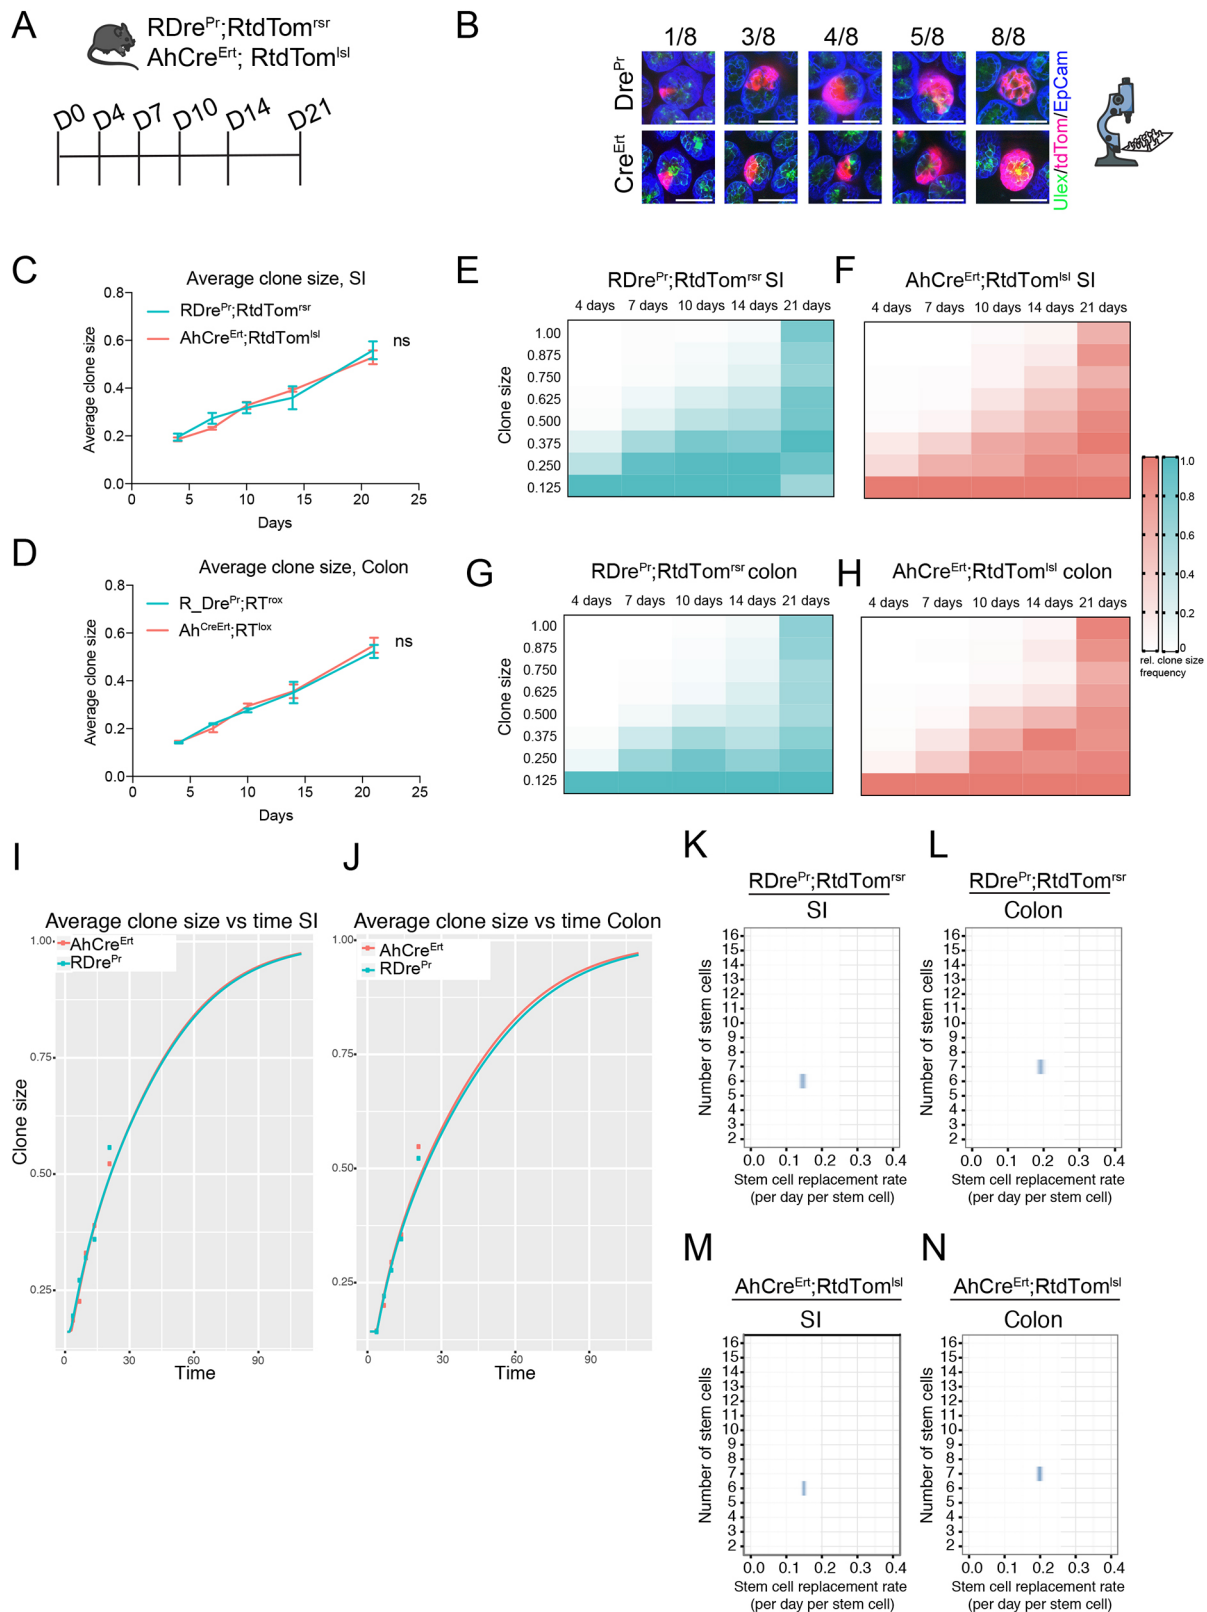 A
RDrePr;RtdTomrsr
AhCreErt; RtdTomlsl
D0 D4 D7 D10 D14 D21
B
1/8 3/8 4/8 5/8 8/8
DrePr
CreErt
Ulex/tdTom/EpCam
C
Average clone size, SI
RDrePr;RtdTomrsr
AhCreErt;RtdTomlsl
ns
Average clone size
0.8
0.6
0.4
0.2
0.0
0 5 10 15 20 25
Days
D
Average clone size, Colon
R_DrePr;RTrox
AhCreErt;RTlox
ns
Average clone size
0.8
0.6
0.4
0.2
0.0
0 5 10 15 20 25
Days
E
RDrePr;RtdTomrsr SI
4 days 7 days 10 days 14 days 21 days
Clone size
1.00
0.875
0.750
0.625
0.500
0.375
0.250
0.125
F
AhCreErt;RtdTomlsl SI
4 days 7 days 10 days 14 days 21 days
1.0
0.8
0.6
0.4
0.2
0
rel. clone size
frequency
G
RDrePr;RtdTomrsr colon
4 days 7 days 10 days 14 days 21 days
Clone size
1.00
0.875
0.750
0.625
0.500
0.375
0.250
0.125
H
AhCreErt;RtdTomlsl colon
4 days 7 days 10 days 14 days 21 days
I
Average clone size vs time SI
AhCreErt
RDrePr
Clone size
1.00
0.75
0.50
0.25
0 30 60 90
Time
J
Average clone size vs time Colon
AhCreErt
RDrePr
1.00
0.75
0.50
0.25
0 30 60 90
Time
K
RDrePr;RtdTomrsr
SI
Number of stem cells
16
15
14
13
12
11
10
9
8
7
6
5
4
3
2
0.0 0.1 0.2 0.3 0.4
Stem cell replacement rate
(per day per stem cell)
L
RDrePr;RtdTomrsr
Colon
Number of stem cells
16
15
14
13
12
11
10
9
8
7
6
5
4
3
2
0.0 0.1 0.2 0.3 0.4
Stem cell replacement rate
(per day per stem cell)
M
AhCreErt;RtdTomlsl
SI
Number of stem cells
16
15
14
13
12
11
10
9
8
7
6
5
4
3
2
0.0 0.1 0.2 0.3 0.4
Stem cell replacement rate
(per day per stem cell)
N
AhCreErt;RtdTomlsl
Colon
Number of stem cells
16
15
14
13
12
11
10
9
8
7
6
5
4
3
2
0.0 0.1 0.2 0.3 0.4
Stem cell replacement rate
(per day per stem cell)